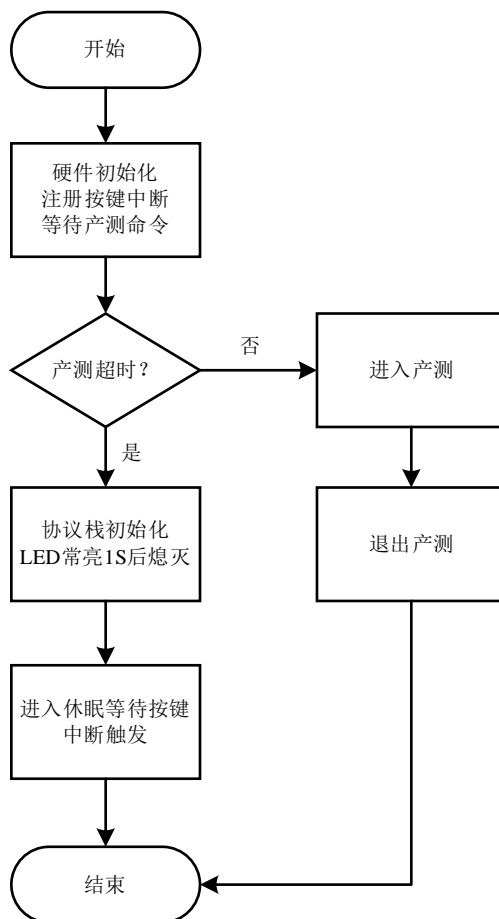 开始
硬件初始化
注册按键中断
等待产测命令
产测超时？
否
进入产测
是
协议栈初始化
LED常亮1S后熄灭
退出产测
进入休眠等待按键
中断触发
结束